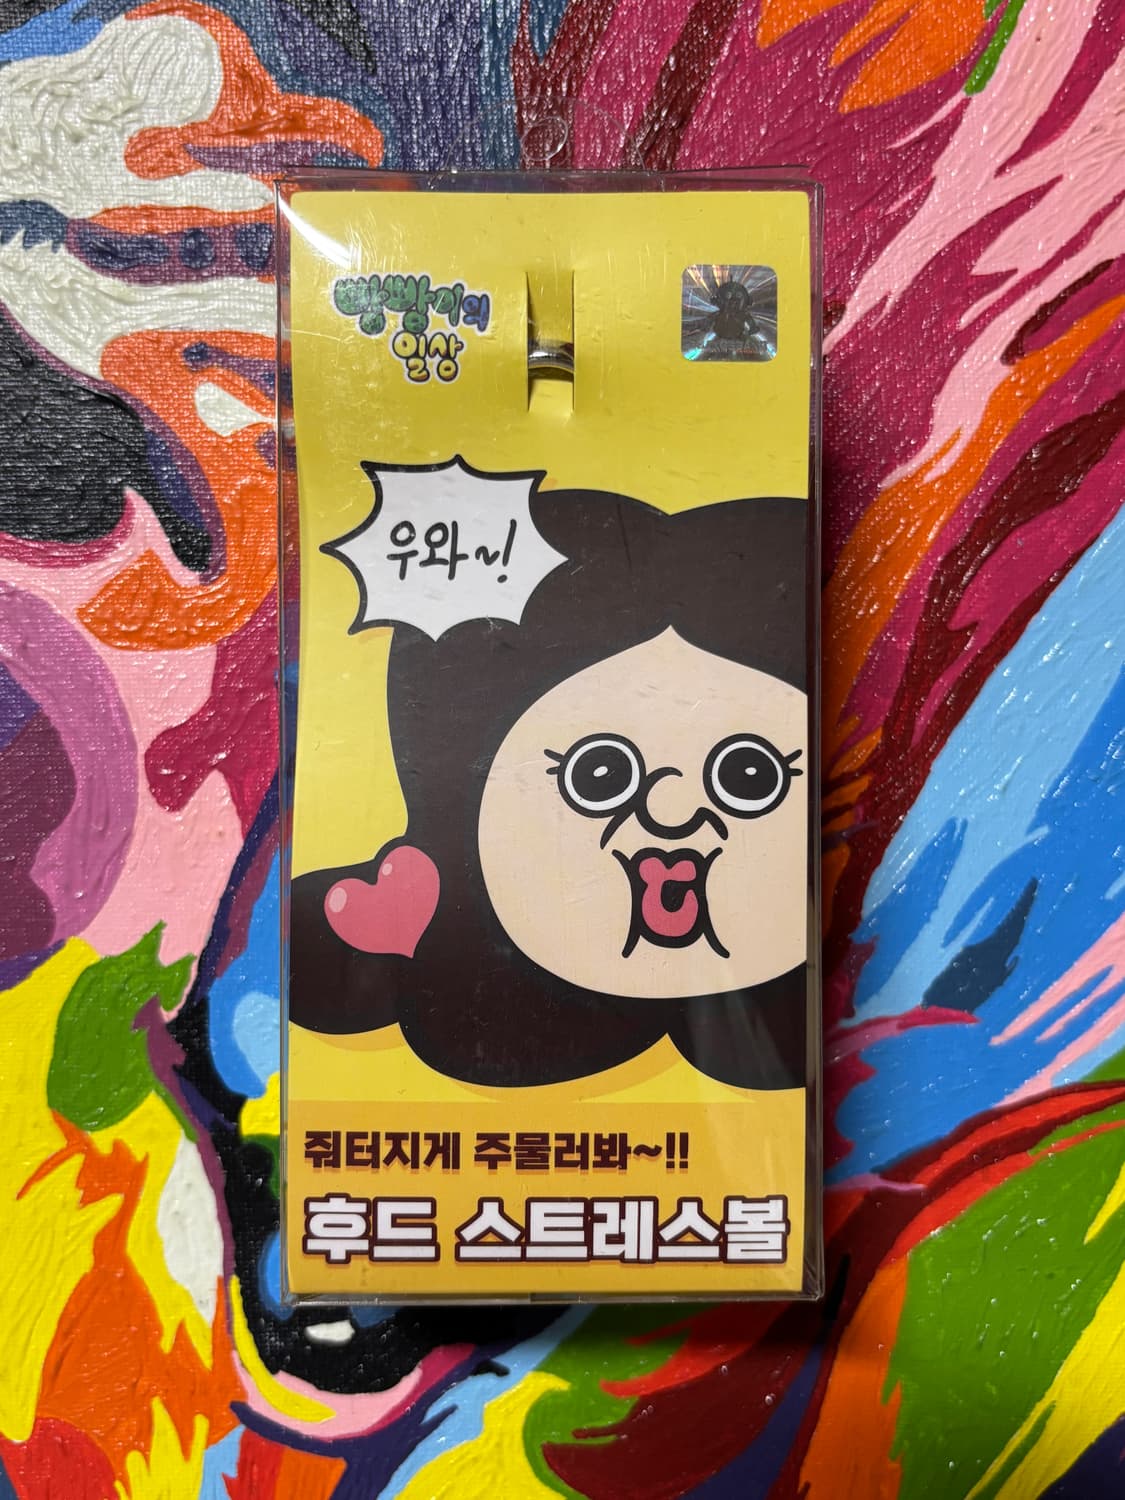 빵빵이의
일상
우와~!
줘터지게 주물러봐~!!
후드 스트레스볼